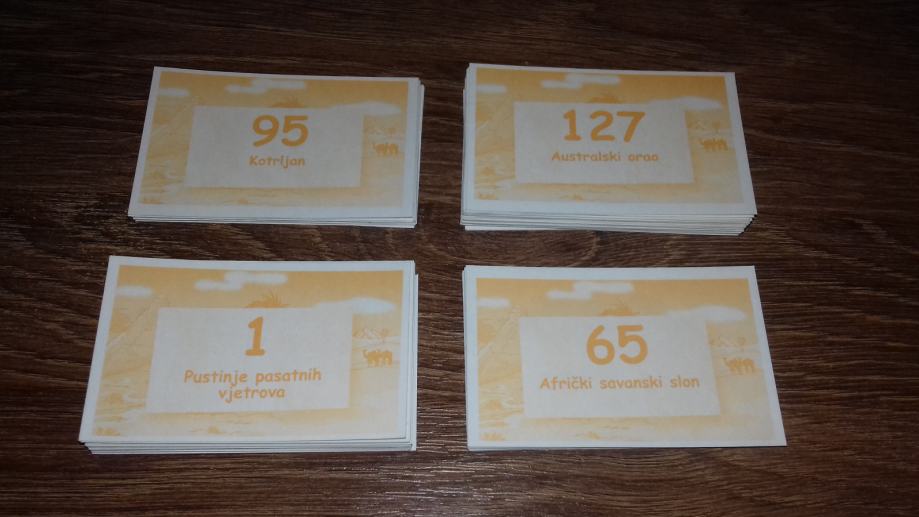 95
Kotrljan
127
Australski orao
1
Pustinje pasatnih
vjetrova
65
Afrički savanski slon